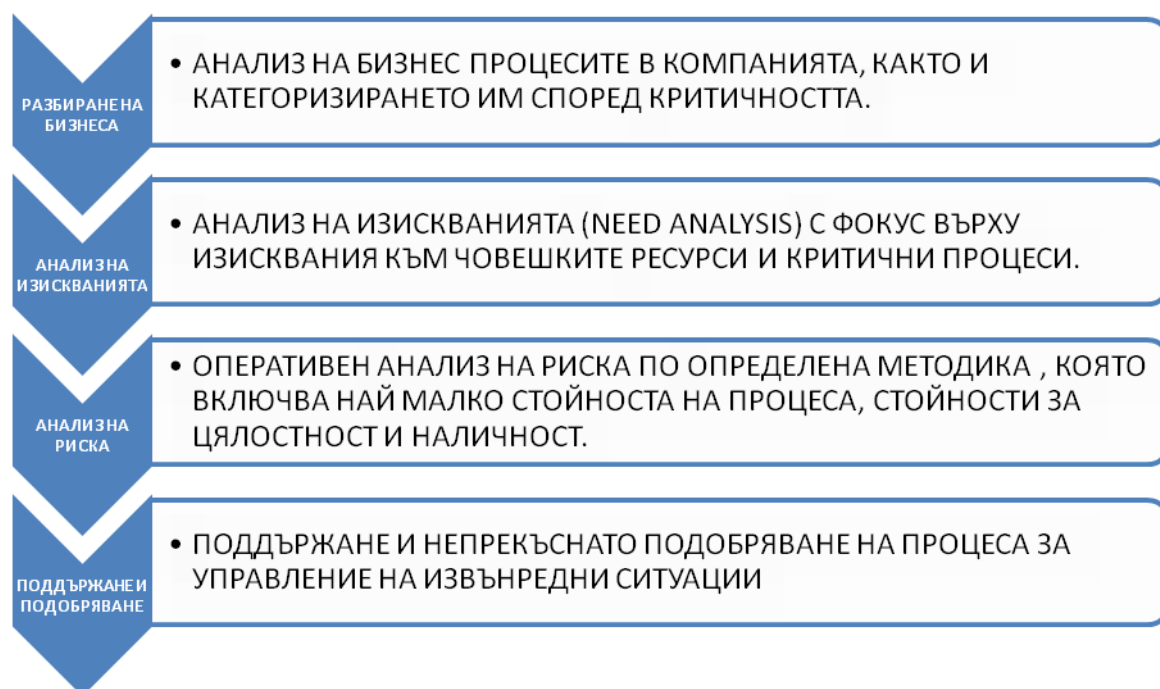 РАЗБИРАНЕ НА
БИЗНЕСА
• АНАЛИЗ НА БИЗНЕС ПРОЦЕСИТЕ В КОМПАНИЯТА, КАКТО И
КАТЕГОРИЗИРАНЕТО ИМ СПОРЕД КРИТИЧНОСТТА.
АНАЛИЗ НА
ИЗИСКВАНИЯТА
• АНАЛИЗ НА ИЗИСКВАНИЯТА (NEED ANALYSIS) С ФОКУС ВЪРХУ
ИЗИСКВАНИЯ КЪМ ЧОВЕШКИТЕ РЕСУРСИ И КРИТИЧНИ ПРОЦЕСИ.
АНАЛИЗ НА
РИСКА
• ОПЕРАТИВЕН АНАЛИЗ НА РИСКА ПО ОПРЕДЕЛЕНА МЕТОДИКА , КОЯТО
ВКЛЮЧВА НАЙ МАЛКО СТОЙНОСТА НА ПРОЦЕСА, СТОЙНОСТИ ЗА
ЦЯЛОСТНОСТ И НАЛИЧНОСТ.
ПОДДЪРЖАНЕ И
ПОДОБРЯВАНЕ
• ПОДДЪРЖАНЕ И НЕПРЕКЪСНАТО ПОДОБРЯВАНЕ НА ПРОЦЕСА ЗА
УПРАВЛЕНИЕ НА ИЗВЪНРЕДНИ СИТУАЦИИ